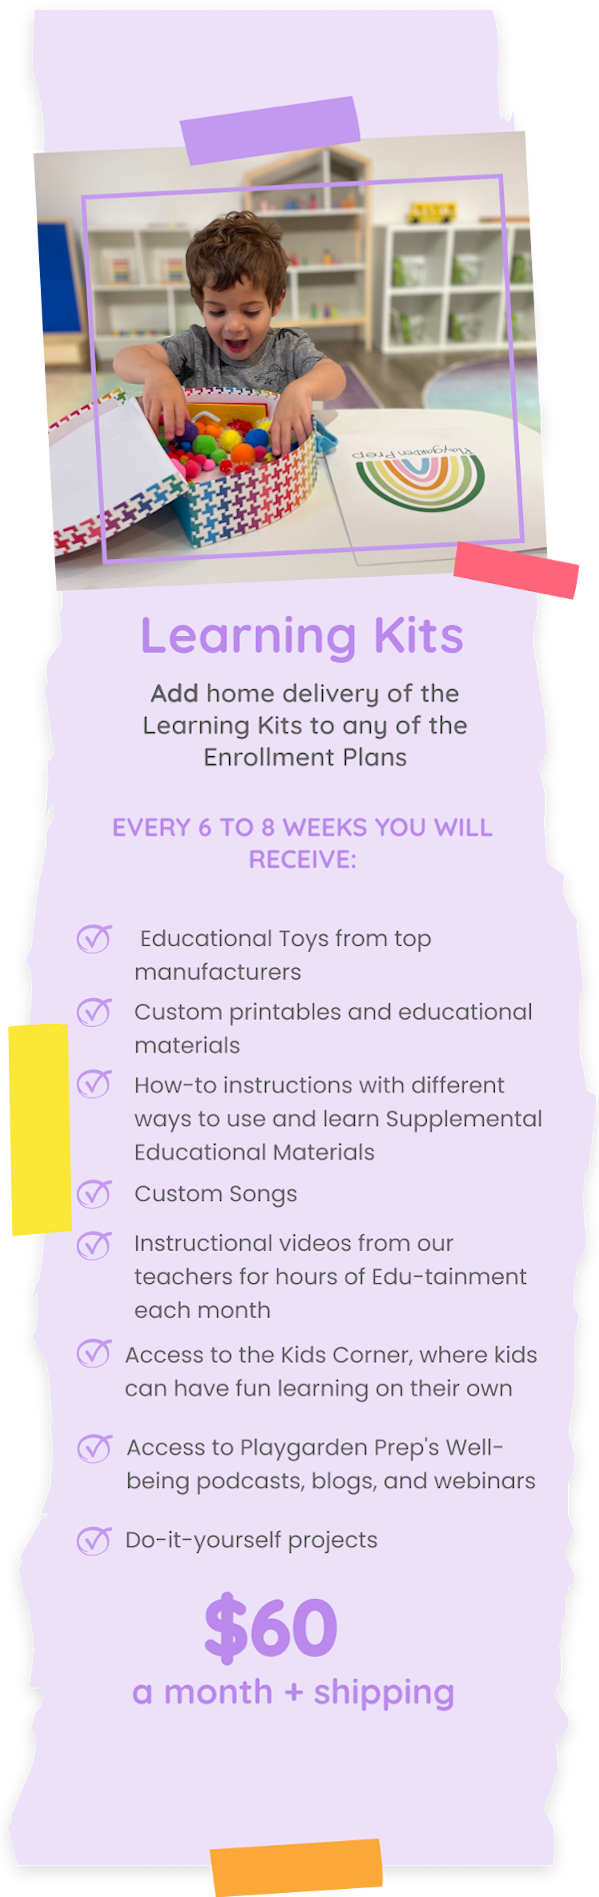 Playgarden Prep
Learning Kits
Add home delivery of the
Learning Kits to any of the
Enrollment Plans
EVERY 6 TO 8 WEEKS YOU WILL
RECEIVE:
Educational Toys from top
manufacturers
Custom printables and educational
materials
How-to instructions with different
ways to use and learn Supplemental
Educational Materials
Custom Songs
Instructional videos from our
teachers for hours of Edu-tainment
each month
Access to the Kids Corner, where kids
can have fun learning on their own
Access to Playgarden Prep's Well-
being podcasts, blogs, and webinars
Do-it-yourself projects
$60
a month + shipping